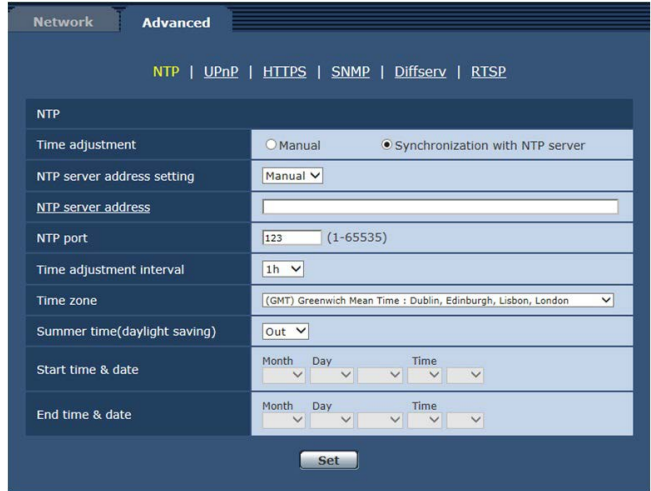 Network Advanced
NTP | UPnP | HTTPS | SNMP | Diffserv | RTSP
NTP
Time adjustment Manual Synchronization with NTP server
NTP server address setting Manual
NTP server address
NTP port 123 (1-65535)
Time adjustment interval 1h
Time zone (GMT) Greenwich Mean Time : Dublin, Edinburgh, Lisbon, London
Summer time(daylight saving) Out
Month Day Time
Start time & date
Month Day Time
End time & date
Set